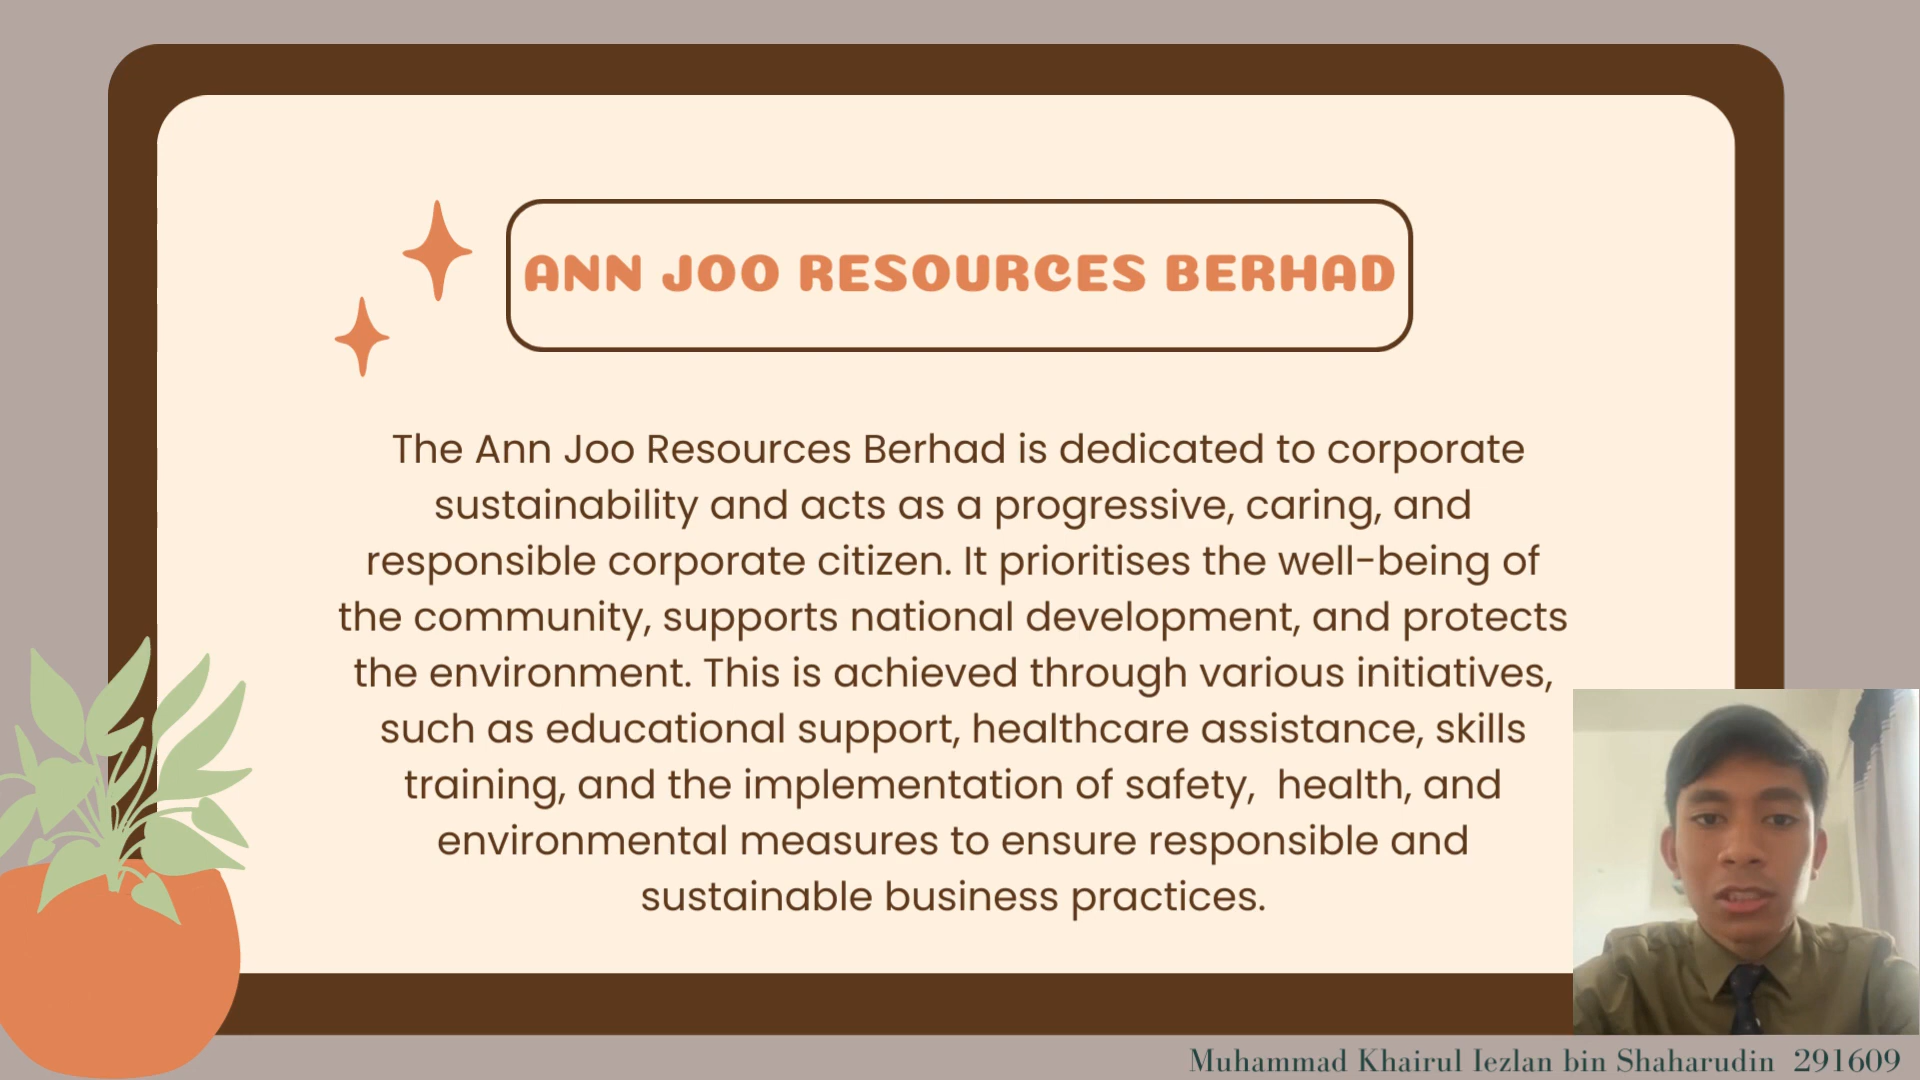 ANN JOO RESOURCES BERHAD
The Ann Joo Resources Berhad is dedicated to corporate
sustainability and acts as a progressive, caring, and
responsible corporate citizen. It prioritises the well-being of
the community, supports national development, and protects
the environment. This is achieved through various initiatives,
such as educational support, healthcare assistance, skills
training, and the implementation of safety,  health, and
environmental measures to ensure responsible and
sustainable business practices.
Muhammad Khairul Iezlan bin Shaharudin  291609